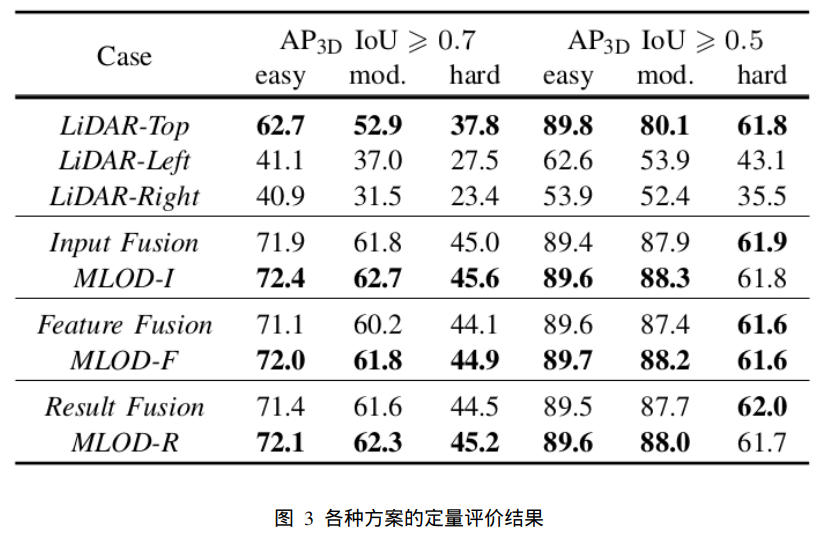 Case AP3D IoU ⩾ 0.7 AP3D IoU ⩾ 0.5
easy mod. hard easy mod. hard
LiDAR-Top 62.7 52.9 37.8 89.8 80.1 61.8
LiDAR-Left 41.1 37.0 27.5 62.6 53.9 43.1
LiDAR-Right 40.9 31.5 23.4 53.9 52.4 35.5
Input Fusion 71.9 61.8 45.0 89.4 87.9 61.9
MLOD-I 72.4 62.7 45.6 89.6 88.3 61.8
Feature Fusion 71.1 60.2 44.1 89.6 87.4 61.6
MLOD-F 72.0 61.8 44.9 89.7 88.2 61.6
Result Fusion 71.4 61.6 44.5 89.5 87.7 62.0
MLOD-R 72.1 62.3 45.2 89.6 88.0 61.7
图 3 各种方案的定量评价结果